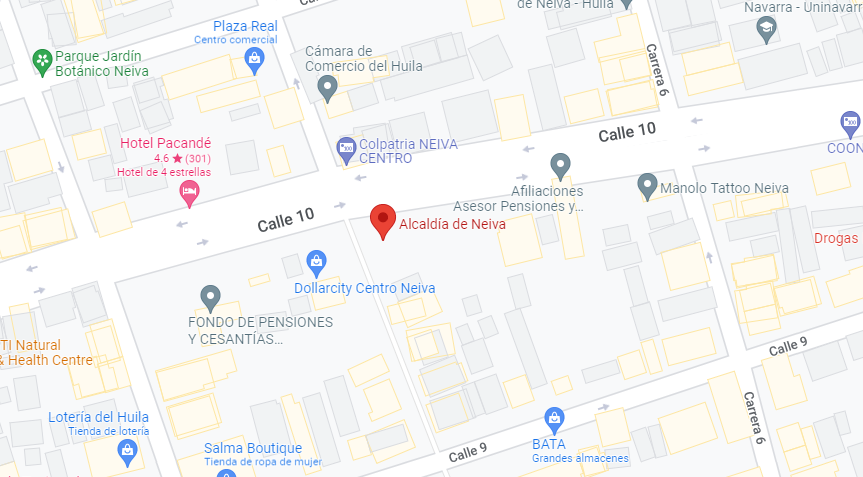 Calle
de Neiva - Huila
Navarra - Uninavarra
Plaza Real
Centro comercial
Parque Jardín
Botánico Neiva
Cámara de
Comercio del Huila
Carrera 6
Calle 10
Hotel Pacandé
4.6 ★ (301)
Hotel de 4 estrellas
Colpatria NEIVA
CENTRO
COON
Afiliaciones
Asesor Pensiones y...
Manolo Tattoo Neiva
Calle 10
Alcaldía de Neiva
Drogas
Dollarcity Centro Neiva
FONDO DE PENSIONES
Y CESANTÍAS...
TI Natural
& Health Centre
Calle 9
Carrera 6
Lotería del Huila
Tienda de lotería
Salma Boutique
Tienda de ropa de mujer
Calle 9
BATA
Grandes almacenes